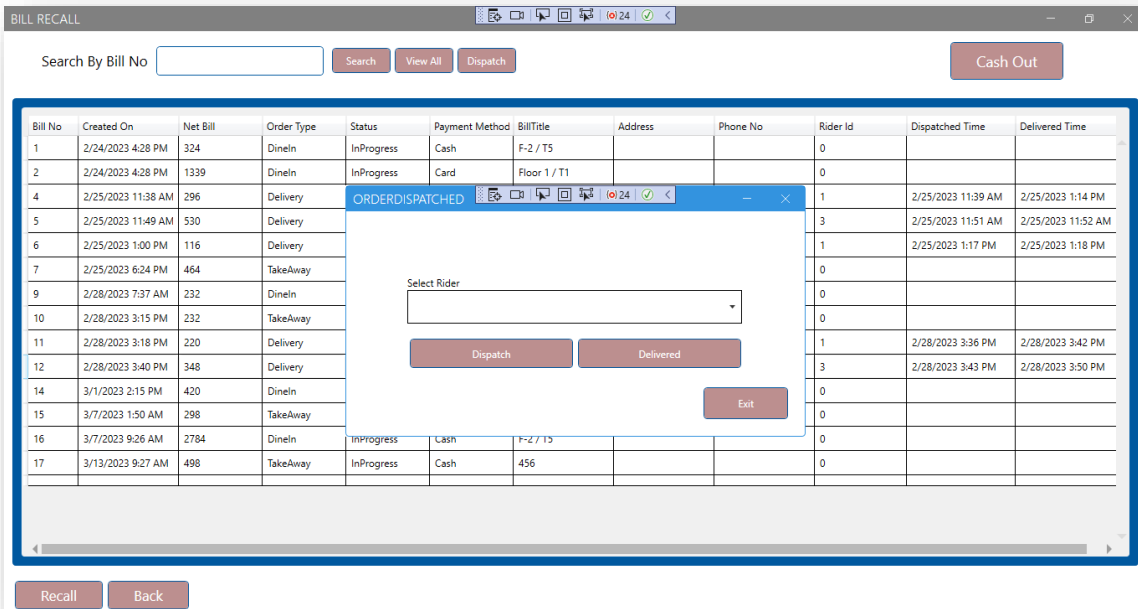 BILL RECALL
24
Search By Bill No
Search
View All
Dispatch
Cash Out
Bill No Created On Net Bill Order Type Status Payment Method BillTitle Address Phone No Rider Id Dispatched Time Delivered Time
1 2/24/2023 4:28 PM 324 DineIn InProgress Cash F-2 / T5 0
2 2/24/2023 4:28 PM 1339 DineIn InProgress Card Floor 1 / T1 0
4 2/25/2023 11:38 AM 296 Delivery 1 2/25/2023 11:39 AM 2/25/2023 1:14 PM
5 2/25/2023 11:49 AM 530 Delivery 3 2/25/2023 11:51 AM 2/25/2023 11:52 AM
6 2/25/2023 1:00 PM 116 Delivery 1 2/25/2023 1:17 PM 2/25/2023 1:18 PM
7 2/25/2023 6:24 PM 464 TakeAway 0
9 2/28/2023 7:37 AM 232 DineIn 0
10 2/28/2023 3:15 PM 232 TakeAway 0
11 2/28/2023 3:18 PM 220 Delivery 1 2/28/2023 3:36 PM 2/28/2023 3:42 PM
12 2/28/2023 3:40 PM 348 Delivery 3 2/28/2023 3:43 PM 2/28/2023 3:50 PM
14 3/1/2023 2:15 PM 420 DineIn 0
15 3/7/2023 1:50 AM 298 TakeAway 0
16 3/7/2023 9:26 AM 2784 DineIn InProgress Cash F-2 / T5 0
17 3/13/2023 9:27 AM 498 TakeAway InProgress Cash 456 0
ORDERDISPATCHED
24
Select Rider
Dispatch
Delivered
Exit
Recall
Back